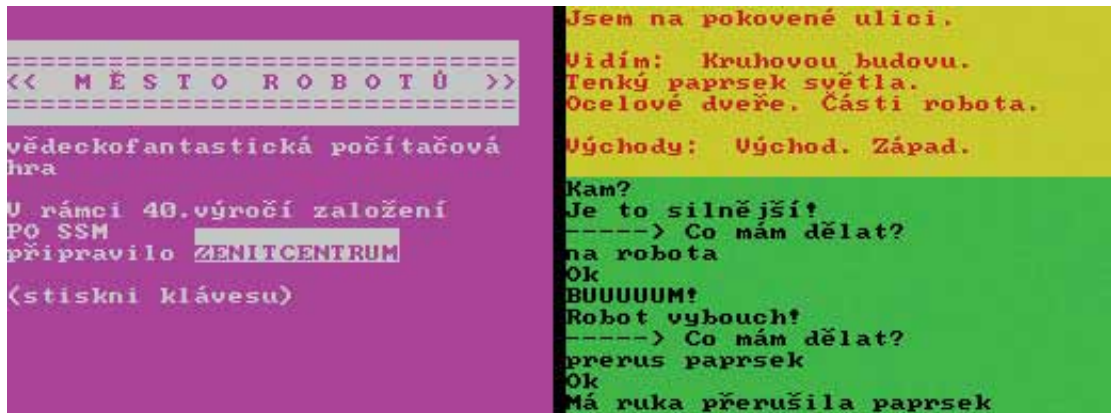 ================================
<< MĚSTO ROBOTŮ >>
================================
vědeckofantastická počítačová
hra
V rámci 40.výročí založení
PO SSM
připravilo ZENITCENTRUM
(stiskni klávesu)
Jsem na pokovené ulici.
Vidím: Kruhovou budovu.
Tenký paprsek světla.
Ocelové dveře. Části robota.
Východy: Východ. Západ.
Kam?
Je to silnější!
-----> Co mám dělat?
na robota
Ok
BUUUUUM!
Robot vybouch!
-----> Co mám dělat?
prerus paprsek
Ok
Má ruka přerušila paprsek